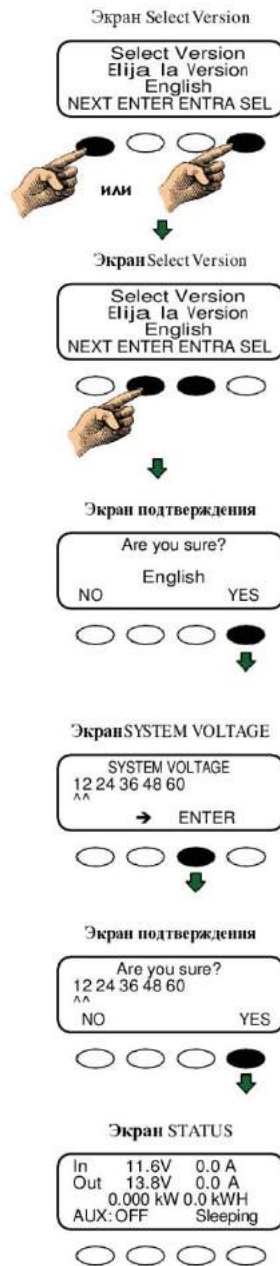 Экран Select Version
Select Version
Elija la Version
English
NEXT ENTER ENTRA SEL
или
Экран Select Version
Select Version
Elija la Version
English
NEXT ENTER ENTRA SEL
Экран подтверждения
Are you sure?
English
NO YES
Экран SYSTEM VOLTAGE
SYSTEM VOLTAGE
12 24 36 48 60
^^
➔ ENTER
Экран подтверждения
Are you sure?
12 24 36 48 60
^^
NO YES
Экран STATUS
In 11.6V 0.0 A
Out 13.8V 0.0 A
0.000 kW 0.0 kWH
AUX: OFF Sleeping